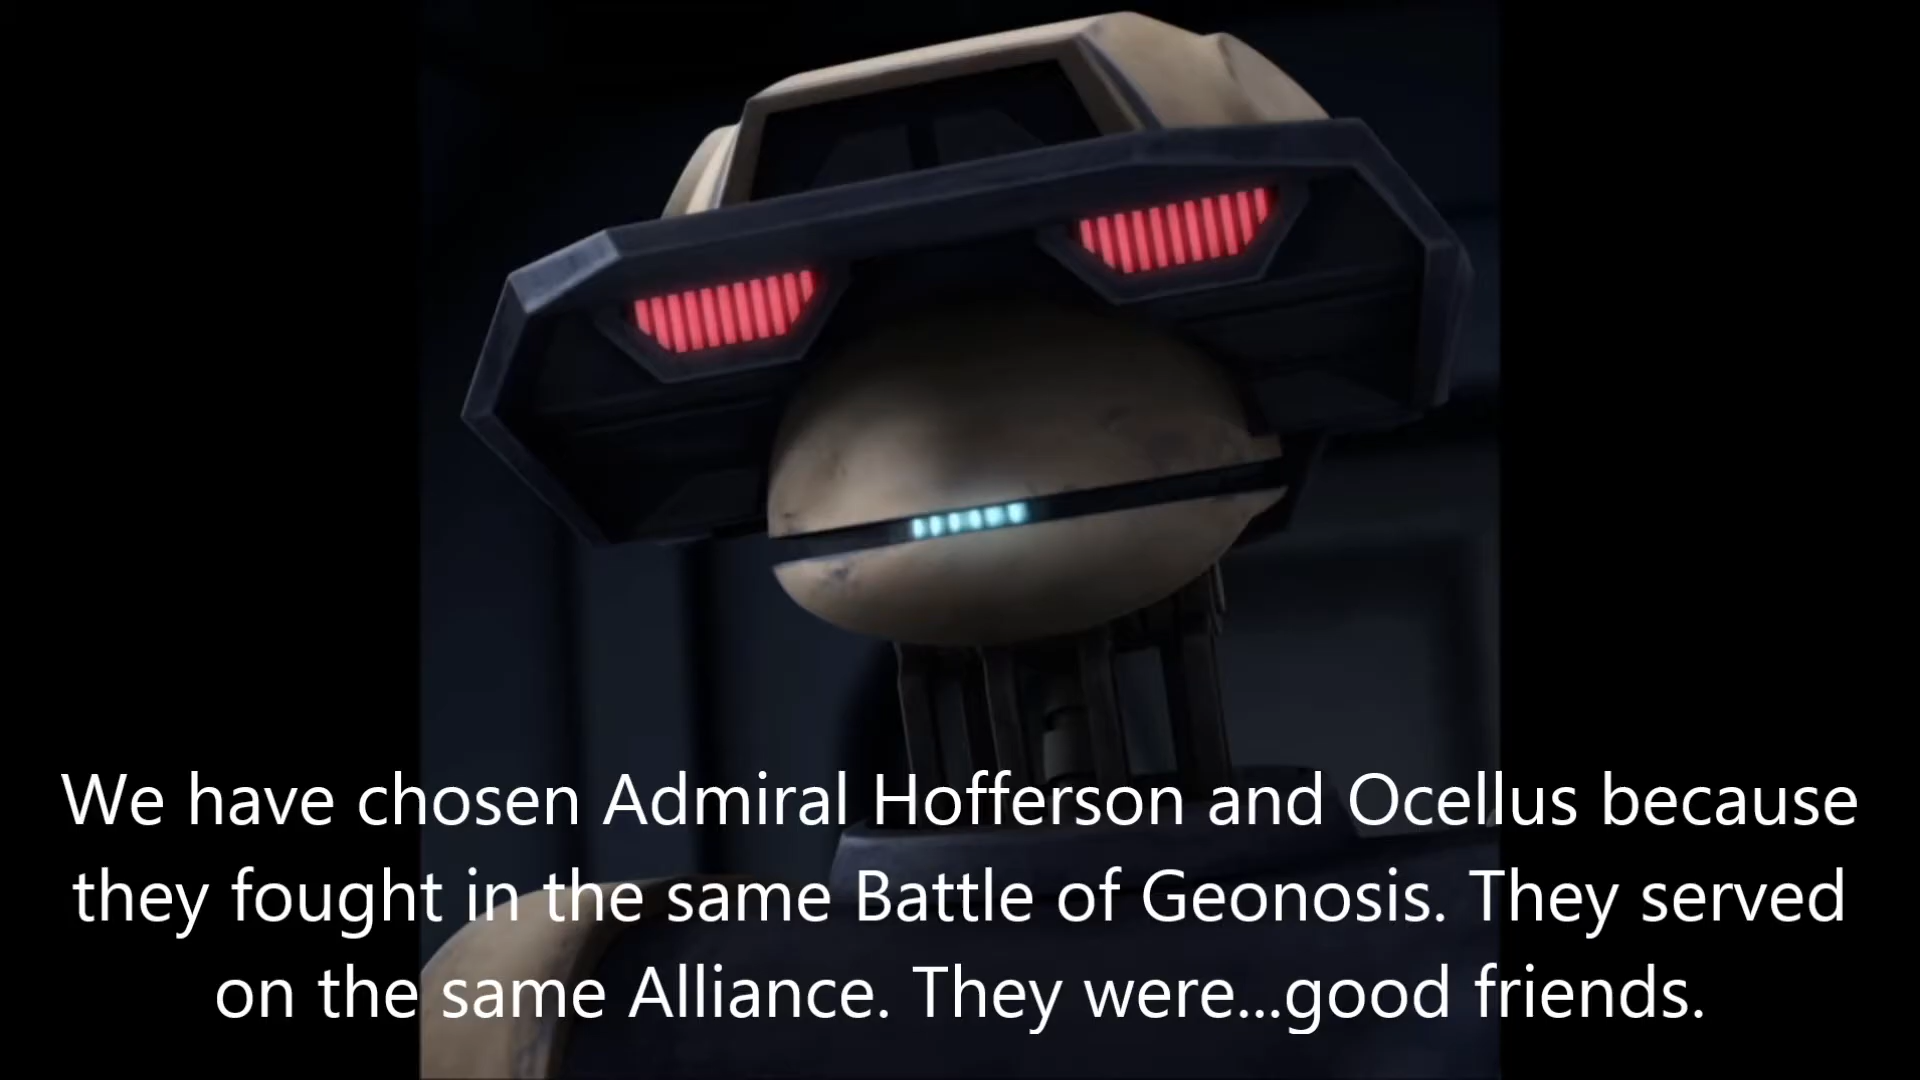 We have chosen Admiral Hofferson and Ocellus because
they fought in the same Battle of Geonosis. They served
on the same Alliance. They were...good friends.